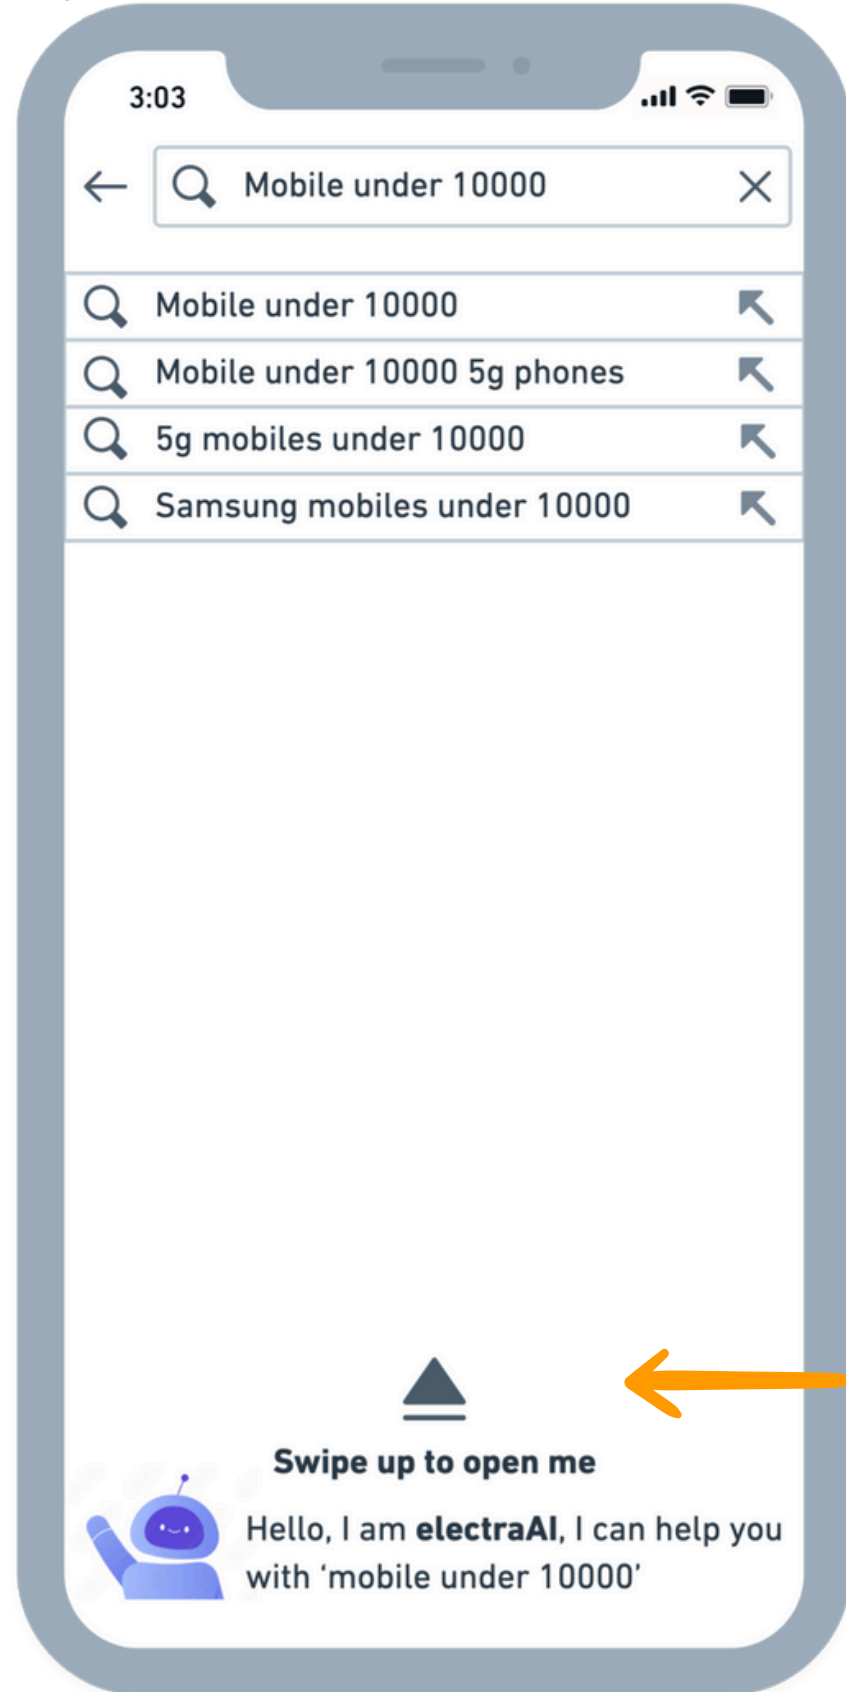 3:03
Mobile under 10000
Mobile under 10000
Mobile under 10000 5g phones
5g mobiles under 10000
Samsung mobiles under 10000
Swipe up to open me
Hello, I am electraAI, I can help you
with ‘mobile under 10000’